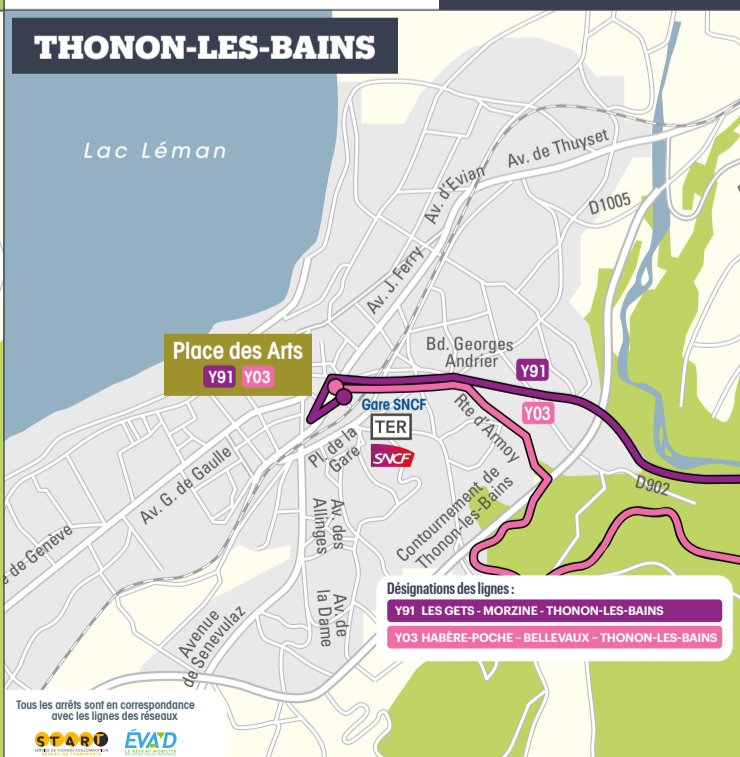 THONON-LES-BAINS
Lac Léman
Av. de Thuyset
Av. d'Evian
D1005
Av. J. Ferry
Place des Arts
Y91 Y03
Bd. Georges
Andrier
Y91
Gare SNCF
Y03
TER
SNCF
Rte d'Armoy
Pl. de la
Gare
Av. G. de Gaulle
D902
Contournement de
Thonon-les-Bains
Av. des
Allinges
e de Genève
Av. de
la Dame
Avenue
de Senevulaz
Désignations des lignes :
Y91 LES GETS - MORZINE - THONON-LES-BAINS
Y03 HABÈRE-POCHE – BELLEVAUX – THONON-LES-BAINS
Tous les arrêts sont en correspondance
avec les lignes des réseaux
START
ÉVA'D
LE RÉSEAU MOBILITÉ